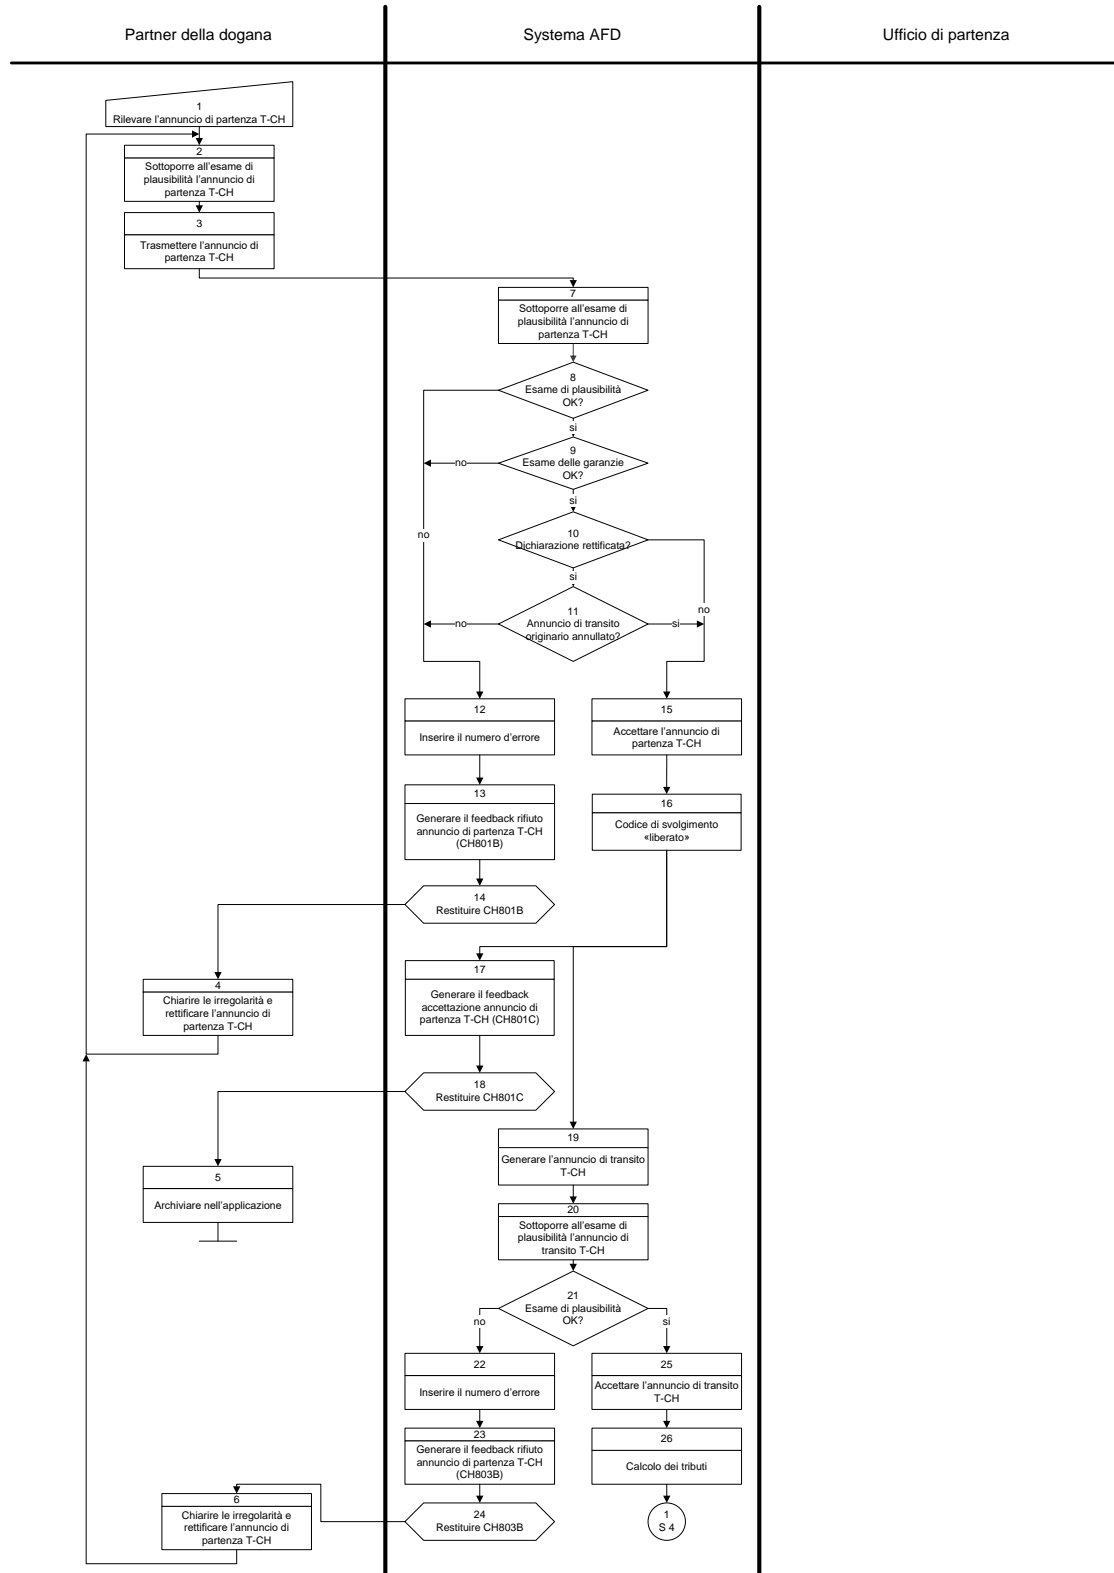 Partner della dogana
Systema AFD
Ufficio di partenza
1
Rilevare l'annuncio di partenza T-CH
2
Sottoporre all'esame di
plausibilità l'annuncio di
partenza T-CH
3
Trasmettere l'annuncio di
partenza T-CH
7
Sottoporre all'esame di
plausibilità l'annuncio di
partenza T-CH
8
Esame di plausibilità
OK?
si
9
Esame delle garanzie
OK?
no
si
no
10
Dichiarazione rettificata?
si
no
11
Annuncio di transito
originario annullato?
no
si
12
Inserire il numero d'errore
15
Accettare l'annuncio di
partenza T-CH
13
Generare il feedback rifiuto
annuncio di partenza T-CH
(CH801B)
16
Codice di svolgimento
«liberato»
14
Restituire CH801B
17
Generare il feedback
accettazione annuncio di
partenza T-CH (CH801C)
4
Chiarire le irregolarità e
rettificare l'annuncio di
partenza T-CH
18
Restituire CH801C
19
Generare l'annuncio di transito
T-CH
5
Archiviare nell'applicazione
20
Sottoporre all'esame di
plausibilità l'annuncio di
transito T-CH
21
Esame di plausibilità
OK?
no
si
22
Inserire il numero d'errore
25
Accettare l'annuncio di transito
T-CH
23
Generare il feedback rifiuto
annuncio di partenza T-CH
(CH803B)
26
Calcolo dei tributi
6
Chiarire le irregolarità e
rettificare l'annuncio di
partenza T-CH
24
Restituire CH803B
1
S 4